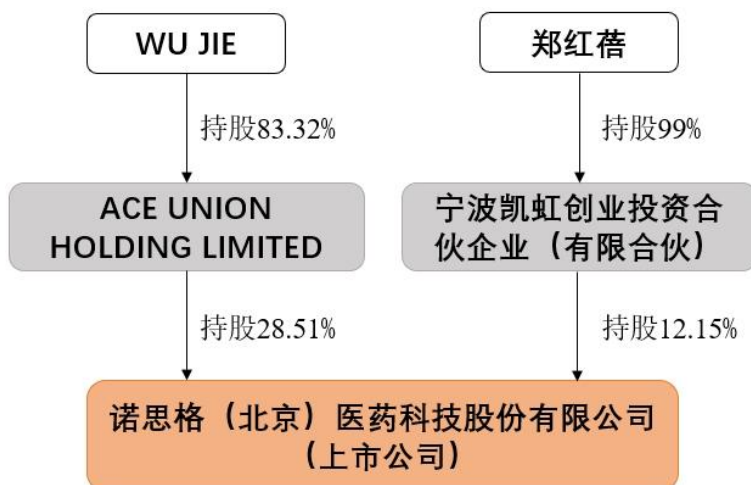 WU JIE
郑红蓓
持股83.32%
持股99%
ACE UNION
HOLDING LIMITED
宁波凯虹创业投资合
伙企业（有限合伙）
持股28.51%
持股12.15%
诺思格（北京）医药科技股份有限公司
（上市公司）